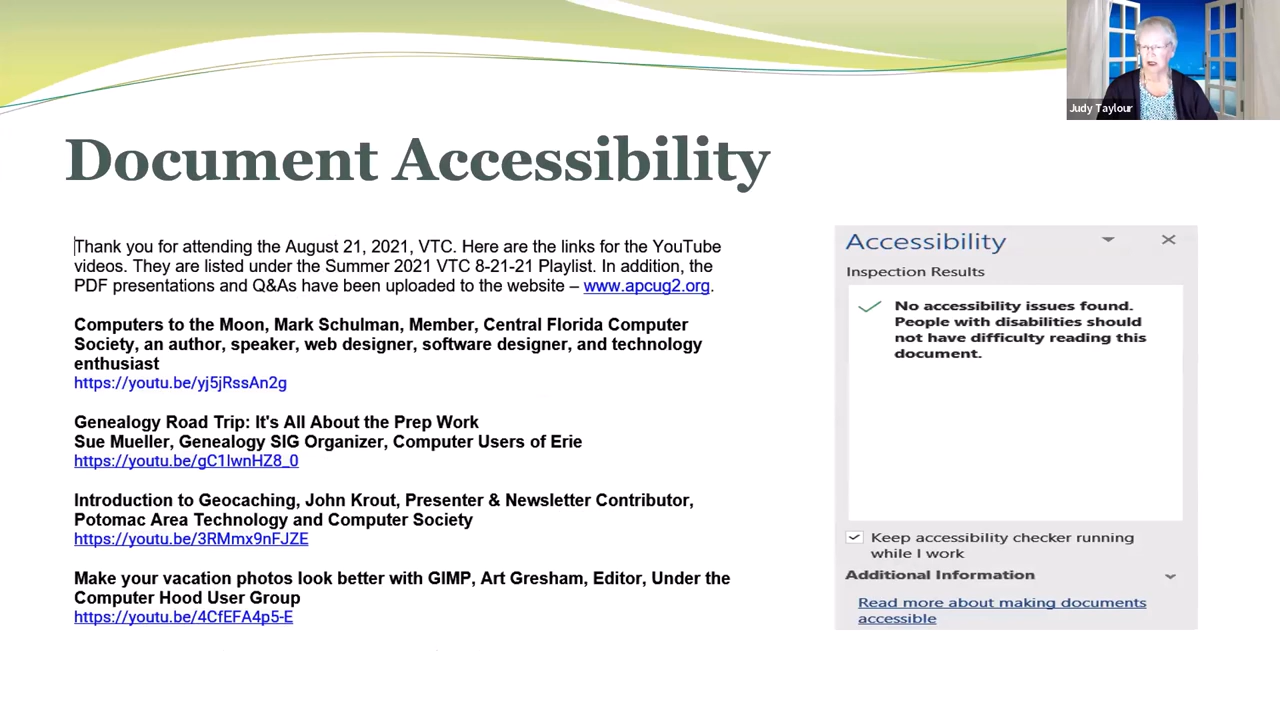 Judy Taylour
Document Accessibility
Thank you for attending the August 21, 2021, VTC. Here are the links for the YouTube
videos. They are listed under the Summer 2021 VTC 8-21-21 Playlist. In addition, the
PDF presentations and Q&As have been uploaded to the website – www.apcug2.org.
Computers to the Moon, Mark Schulman, Member, Central Florida Computer
Society, an author, speaker, web designer, software designer, and technology
enthusiast
https://youtu.be/yj5jRssAn2g
Genealogy Road Trip: It's All About the Prep Work
Sue Mueller, Genealogy SIG Organizer, Computer Users of Erie
https://youtu.be/gC1IwnHZ8_0
Introduction to Geocaching, John Krout, Presenter & Newsletter Contributor,
Potomac Area Technology and Computer Society
https://youtu.be/3RMmx9nFJZE
Make your vacation photos look better with GIMP, Art Gresham, Editor, Under the
Computer Hood User Group
https://youtu.be/4CfEFA4p5-E
Accessibility
Inspection Results
No accessibility issues found.
People with disabilities should
not have difficulty reading this
document.
Keep accessibility checker running
while I work
Additional Information
Read more about making documents
accessible